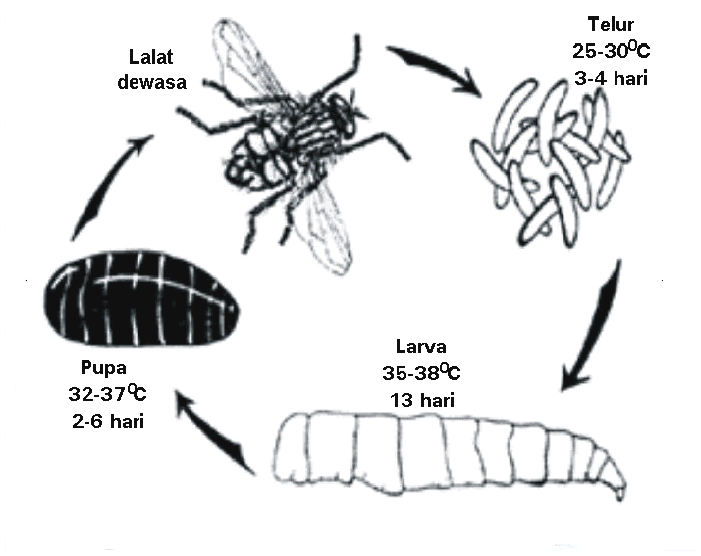 Lalat
dewasa
Telur
25-30⁰C
3-4 hari
Larva
35-38⁰C
13 hari
Pupa
32-37⁰C
2-6 hari